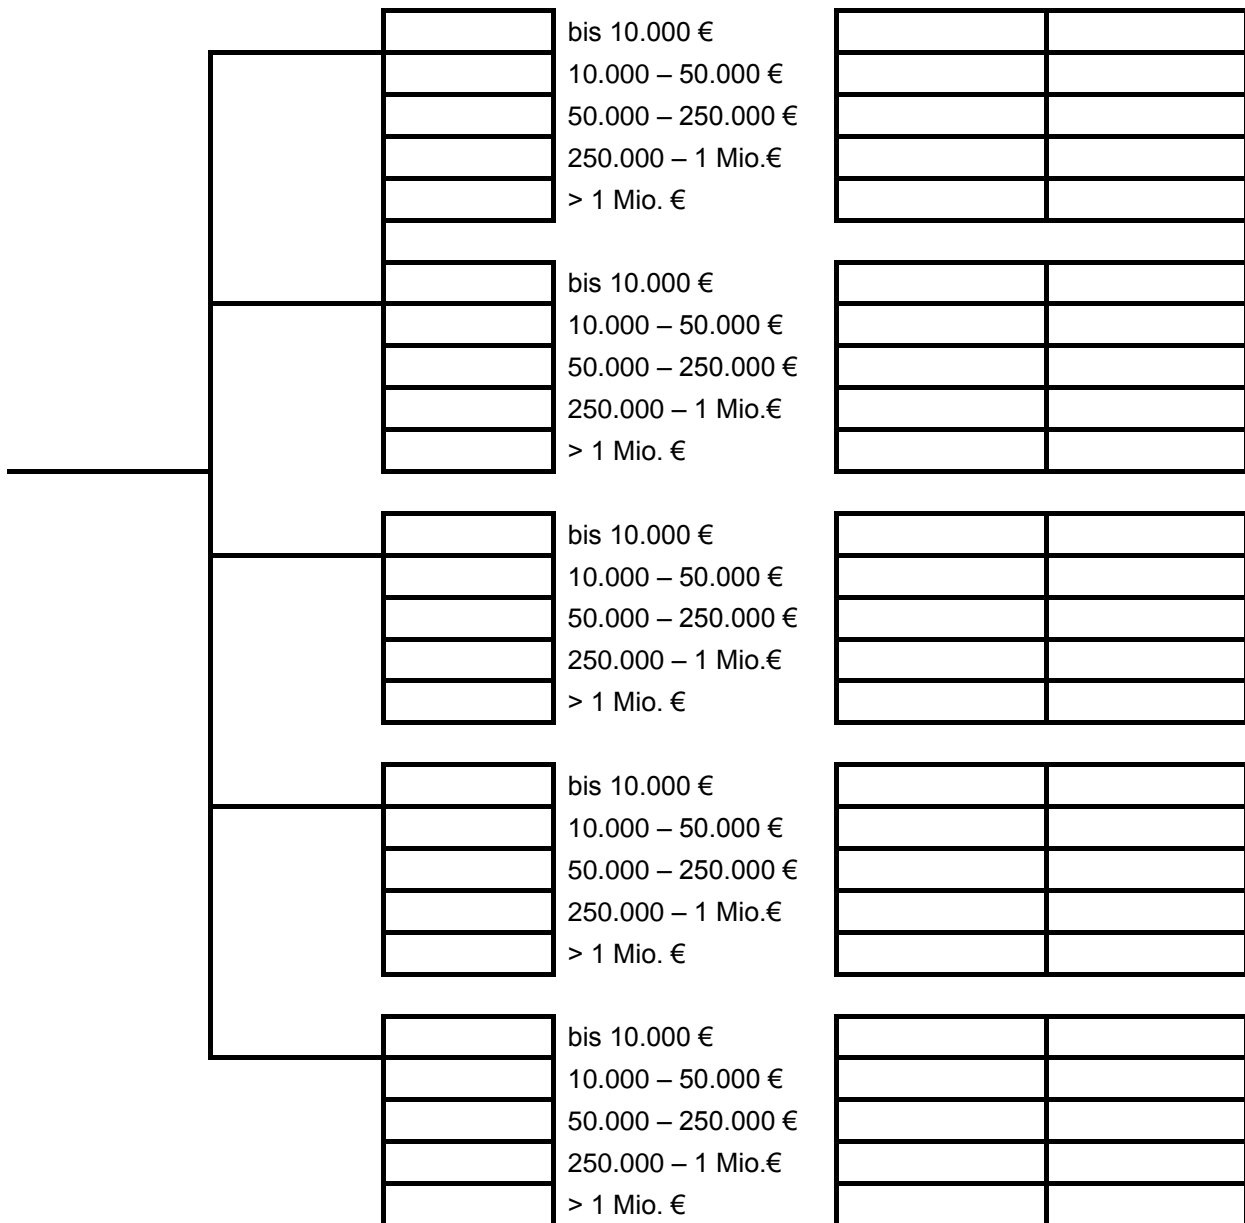 bis 10.000 €
10.000 – 50.000 €
50.000 – 250.000 €
250.000 – 1 Mio.€
> 1 Mio. €
bis 10.000 €
10.000 – 50.000 €
50.000 – 250.000 €
250.000 – 1 Mio.€
> 1 Mio. €
bis 10.000 €
10.000 – 50.000 €
50.000 – 250.000 €
250.000 – 1 Mio.€
> 1 Mio. €
bis 10.000 €
10.000 – 50.000 €
50.000 – 250.000 €
250.000 – 1 Mio.€
> 1 Mio. €
bis 10.000 €
10.000 – 50.000 €
50.000 – 250.000 €
250.000 – 1 Mio.€
> 1 Mio. €